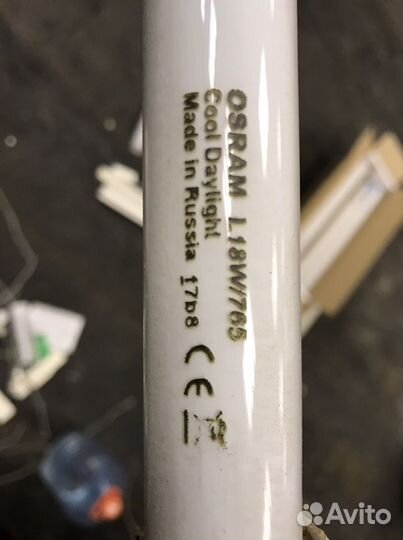 OSRAM L18W/765
Cool Daylight
Made in Russia 17b8 CE
Avito